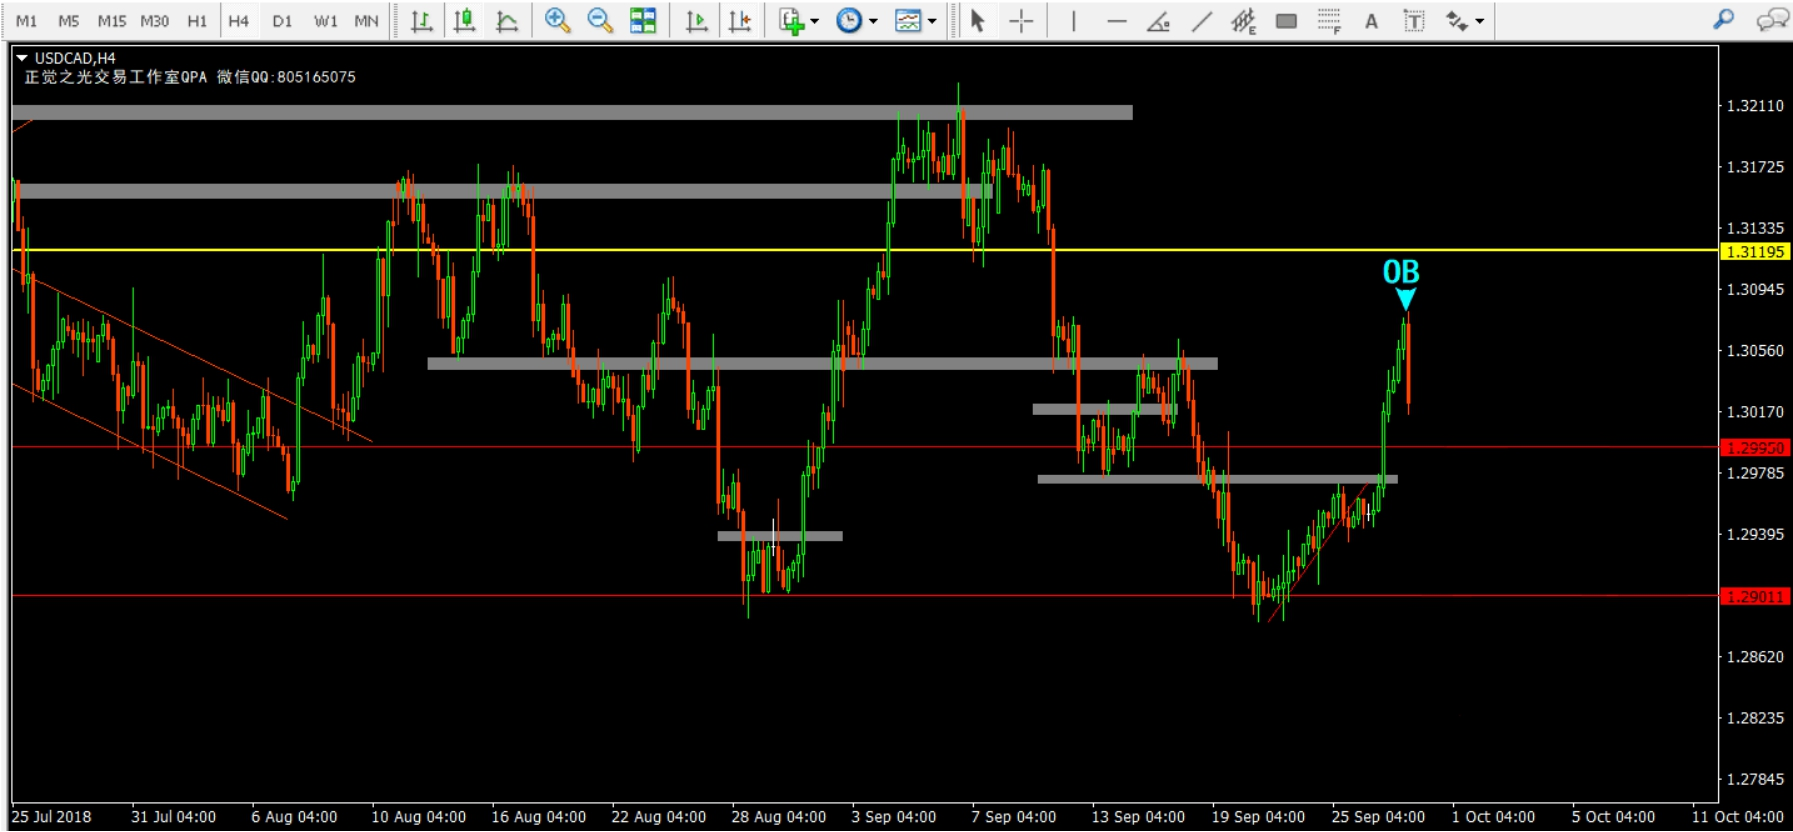 M1 M5 M15 M30 H1 H4 D1 W1 MN
E F A T
USDCAD,H4
正觉之光交易工作室QPA 微信QQ:805165075
1.32110
1.31725
1.31335
1.31195
OB
1.30945
1.30560
1.30170
1.29950
1.29785
1.29395
1.29011
1.28620
1.28235
1.27845
25 Jul 2018 31 Jul 04:00 6 Aug 04:00 10 Aug 04:00 16 Aug 04:00 22 Aug 04:00 28 Aug 04:00 3 Sep 04:00 7 Sep 04:00 13 Sep 04:00 19 Sep 04:00 25 Sep 04:00 1 Oct 04:00 5 Oct 04:00 11 Oct 04:00